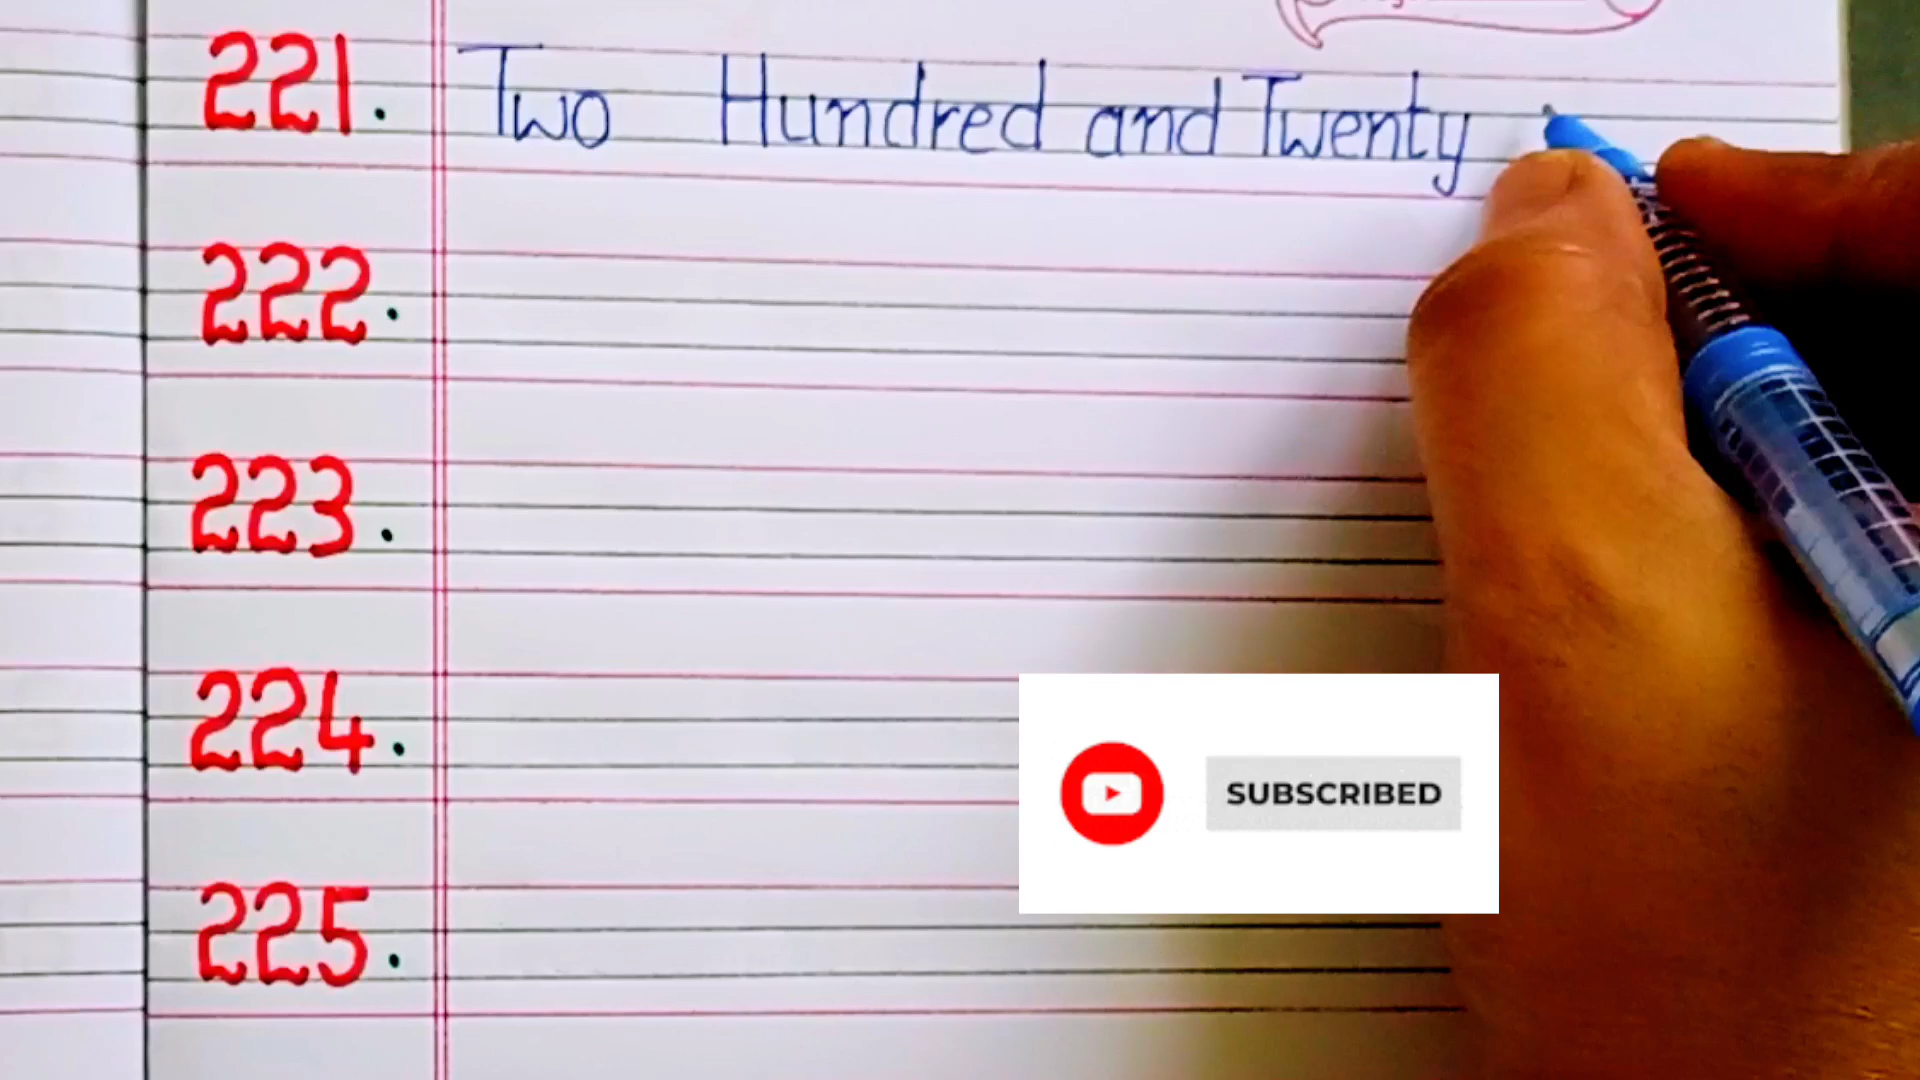 221. Two Hundred and Twenty
222.
223.
224.
SUBSCRIBED
225.